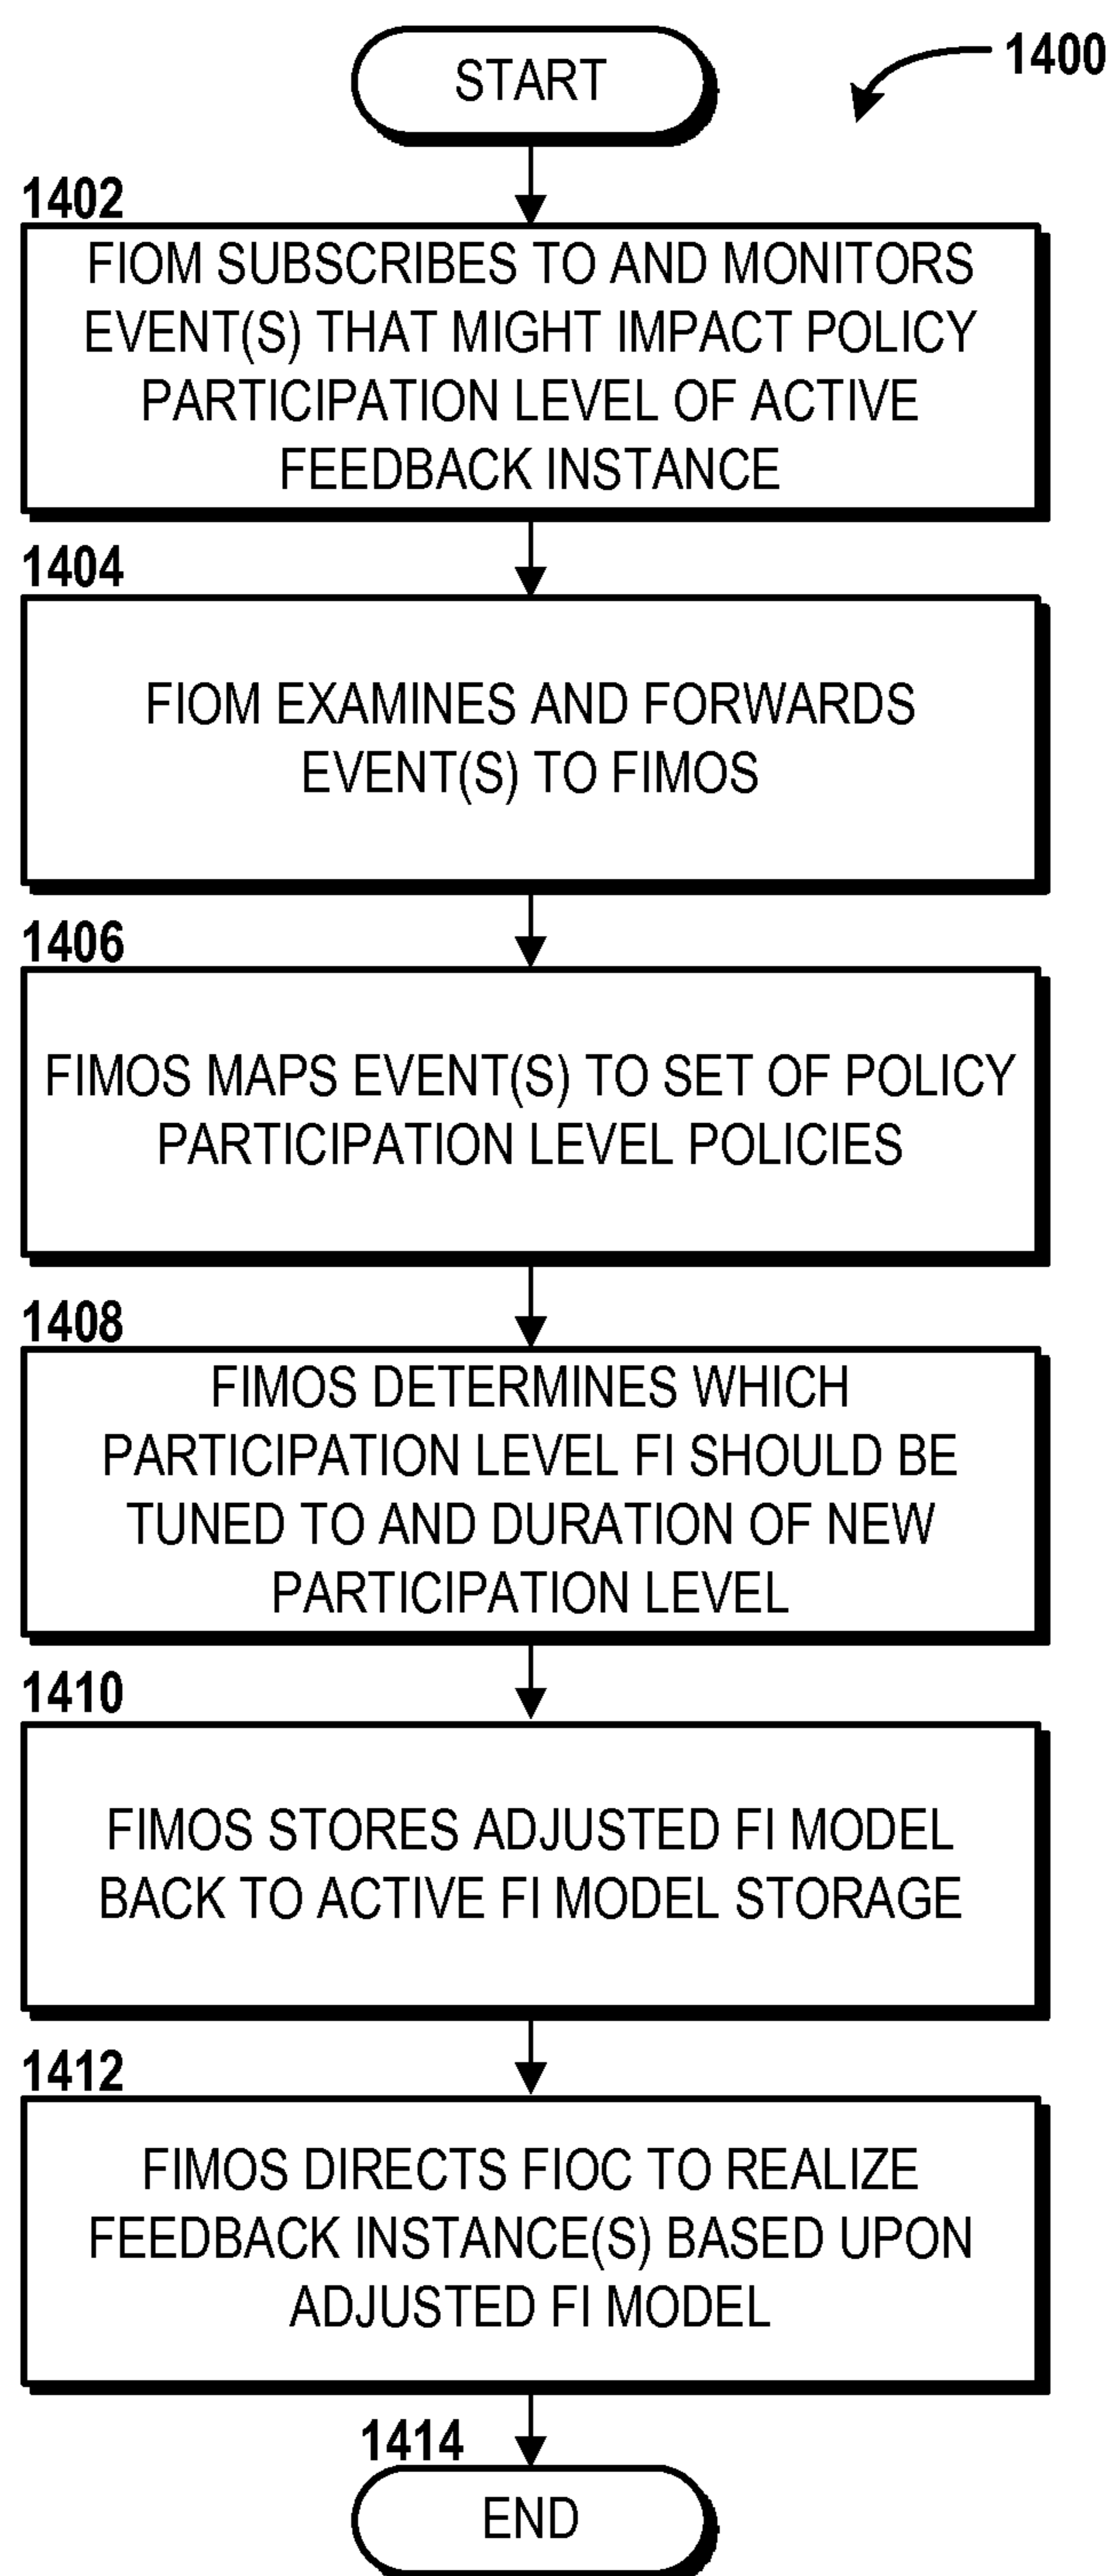 START
1400
1402
FIOM SUBSCRIBES TO AND MONITORS
EVENT(S) THAT MIGHT IMPACT POLICY
PARTICIPATION LEVEL OF ACTIVE
FEEDBACK INSTANCE
1404
FIOM EXAMINES AND FORWARDS
EVENT(S) TO FIMOS
1406
FIMOS MAPS EVENT(S) TO SET OF POLICY
PARTICIPATION LEVEL POLICIES
1408
FIMOS DETERMINES WHICH
PARTICIPATION LEVEL FI SHOULD BE
TUNED TO AND DURATION OF NEW
PARTICIPATION LEVEL
1410
FIMOS STORES ADJUSTED FI MODEL
BACK TO ACTIVE FI MODEL STORAGE
1412
FIMOS DIRECTS FIOC TO REALIZE
FEEDBACK INSTANCE(S) BASED UPON
ADJUSTED FI MODEL
1414
END